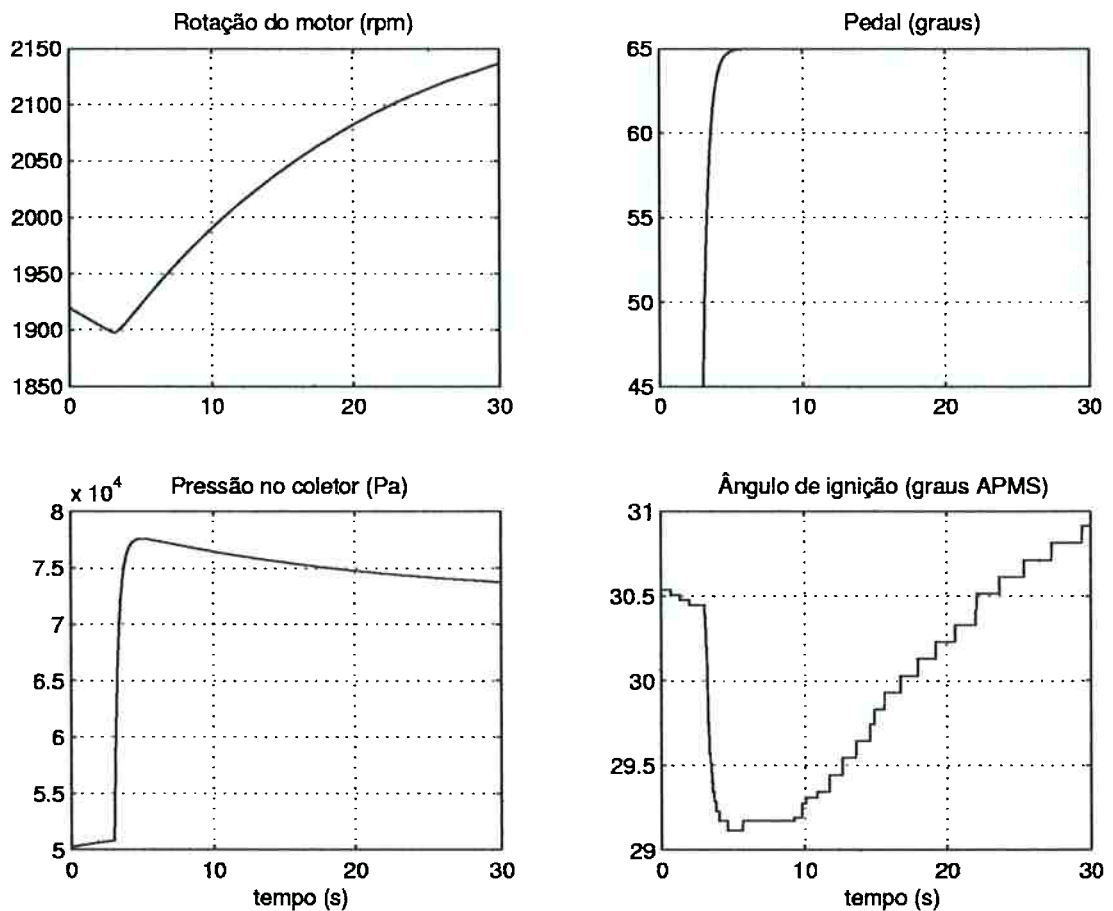 Rotação do motor (rpm)
2150
2100
2050
2000
1950
1900
1850
0 10 20 30
Pedal (graus)
65
60
55
50
45
0 10 20 30
x 10^4
Pressão no coletor (Pa)
8
7.5
7
6.5
6
5.5
5
0 10 20 30
tempo (s)
Ângulo de ignição (graus APMS)
31
30.5
30
29.5
29
0 10 20 30
tempo (s)